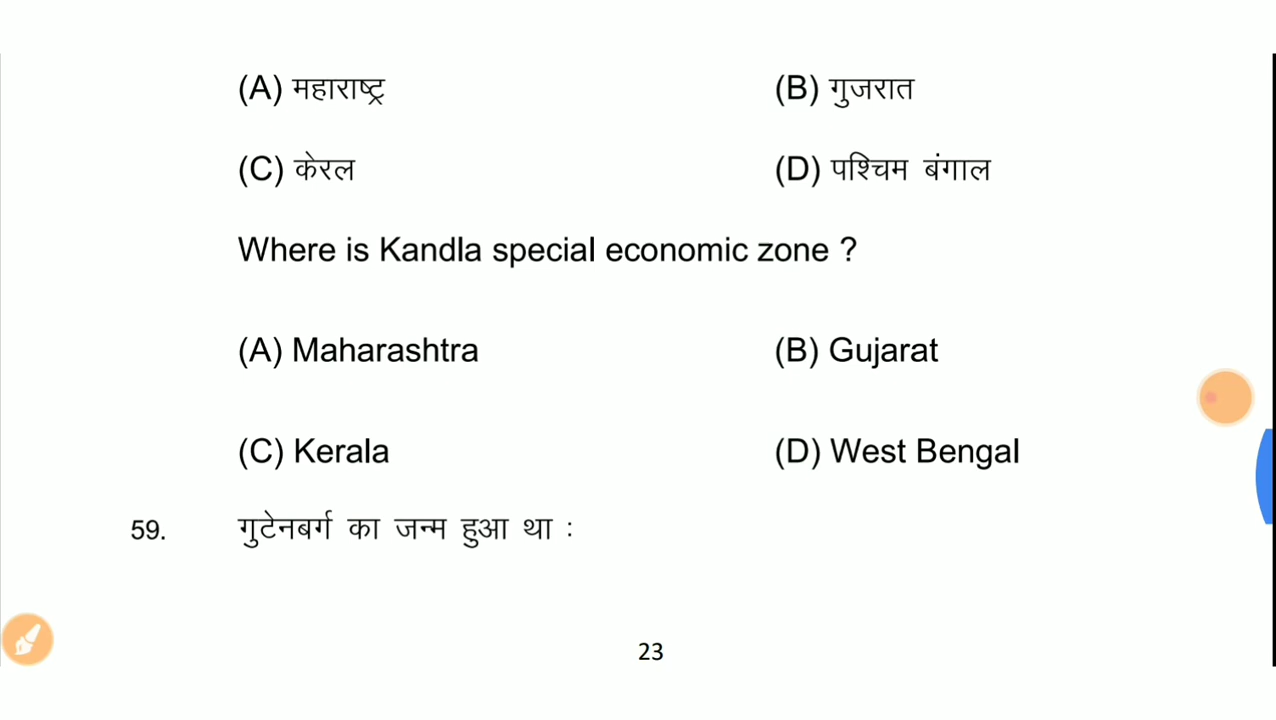 (A) महाराष्ट्र (B) गुजरात
(C) केरल (D) पश्चिम बंगाल
Where is Kandla special economic zone ?
(A) Maharashtra (B) Gujarat
(C) Kerala (D) West Bengal
59. गुटेनबर्ग का जन्म हुआ था :
23